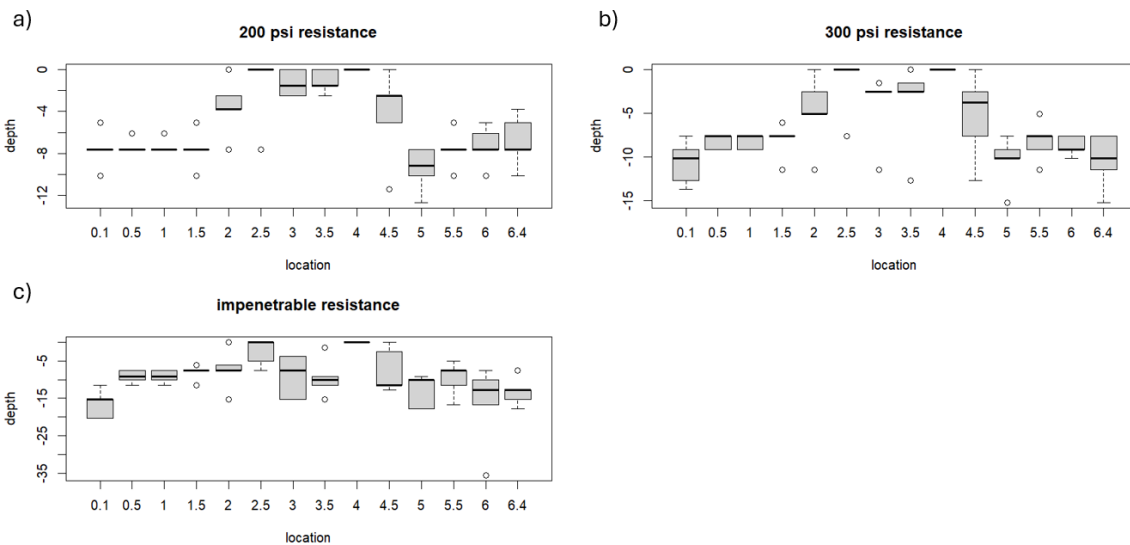 a)
200 psi resistance
depth
0
-4
-8
-12
0.1 0.5 1 1.5 2 2.5 3 3.5 4 4.5 5 5.5 6 6.4
location
b)
300 psi resistance
depth
0
-5
-10
-15
0.1 0.5 1 1.5 2 2.5 3 3.5 4 4.5 5 5.5 6 6.4
location
c)
impenetrable resistance
depth
-5
-15
-25
-35
0.1 0.5 1 1.5 2 2.5 3 3.5 4 4.5 5 5.5 6 6.4
location